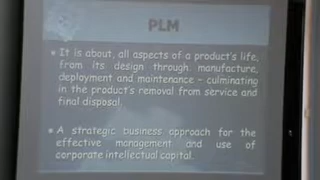 PLM
It is about, all aspects of a product's life,
from its design through manufacture,
deployment and maintenance – culminating
in the product's removal from service and
final disposal.
A strategic business approach for the
effective management and use of
corporate intellectual capital.